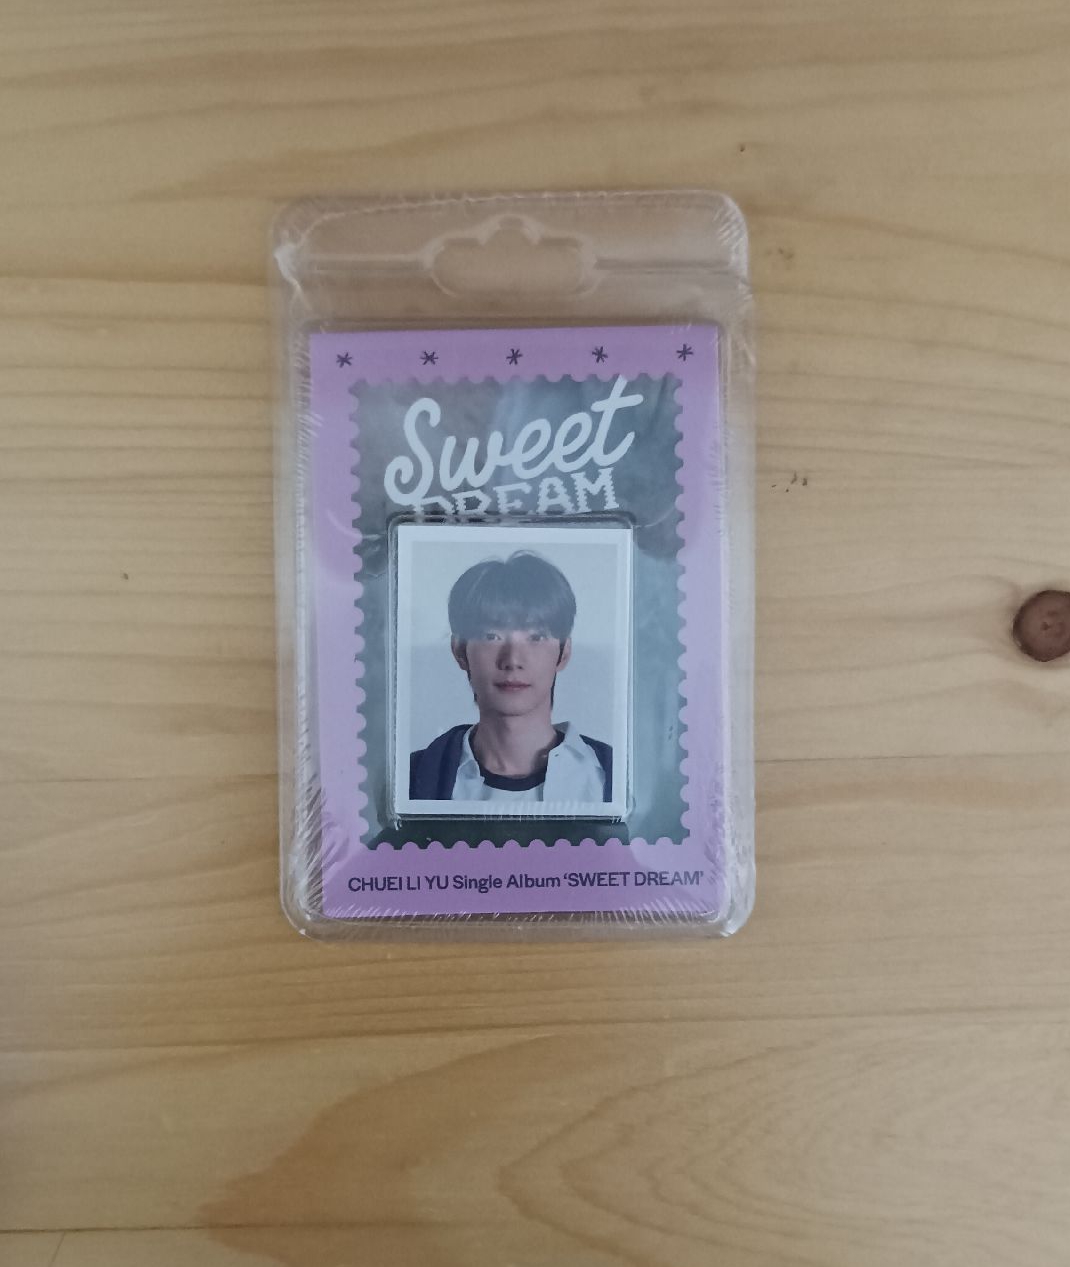 * * * * *
Sweet
DREAM
CHUEI LI YU Single Album ‘SWEET DREAM’